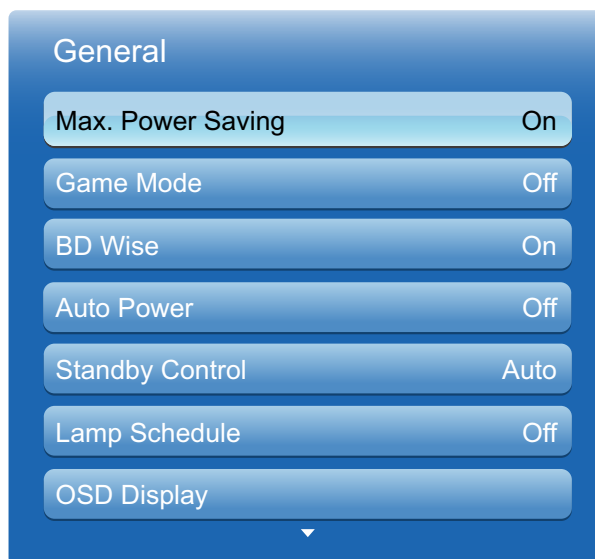 General
Max. Power Saving On
Game Mode Off
BD Wise On
Auto Power Off
Standby Control Auto
Lamp Schedule Off
OSD Display